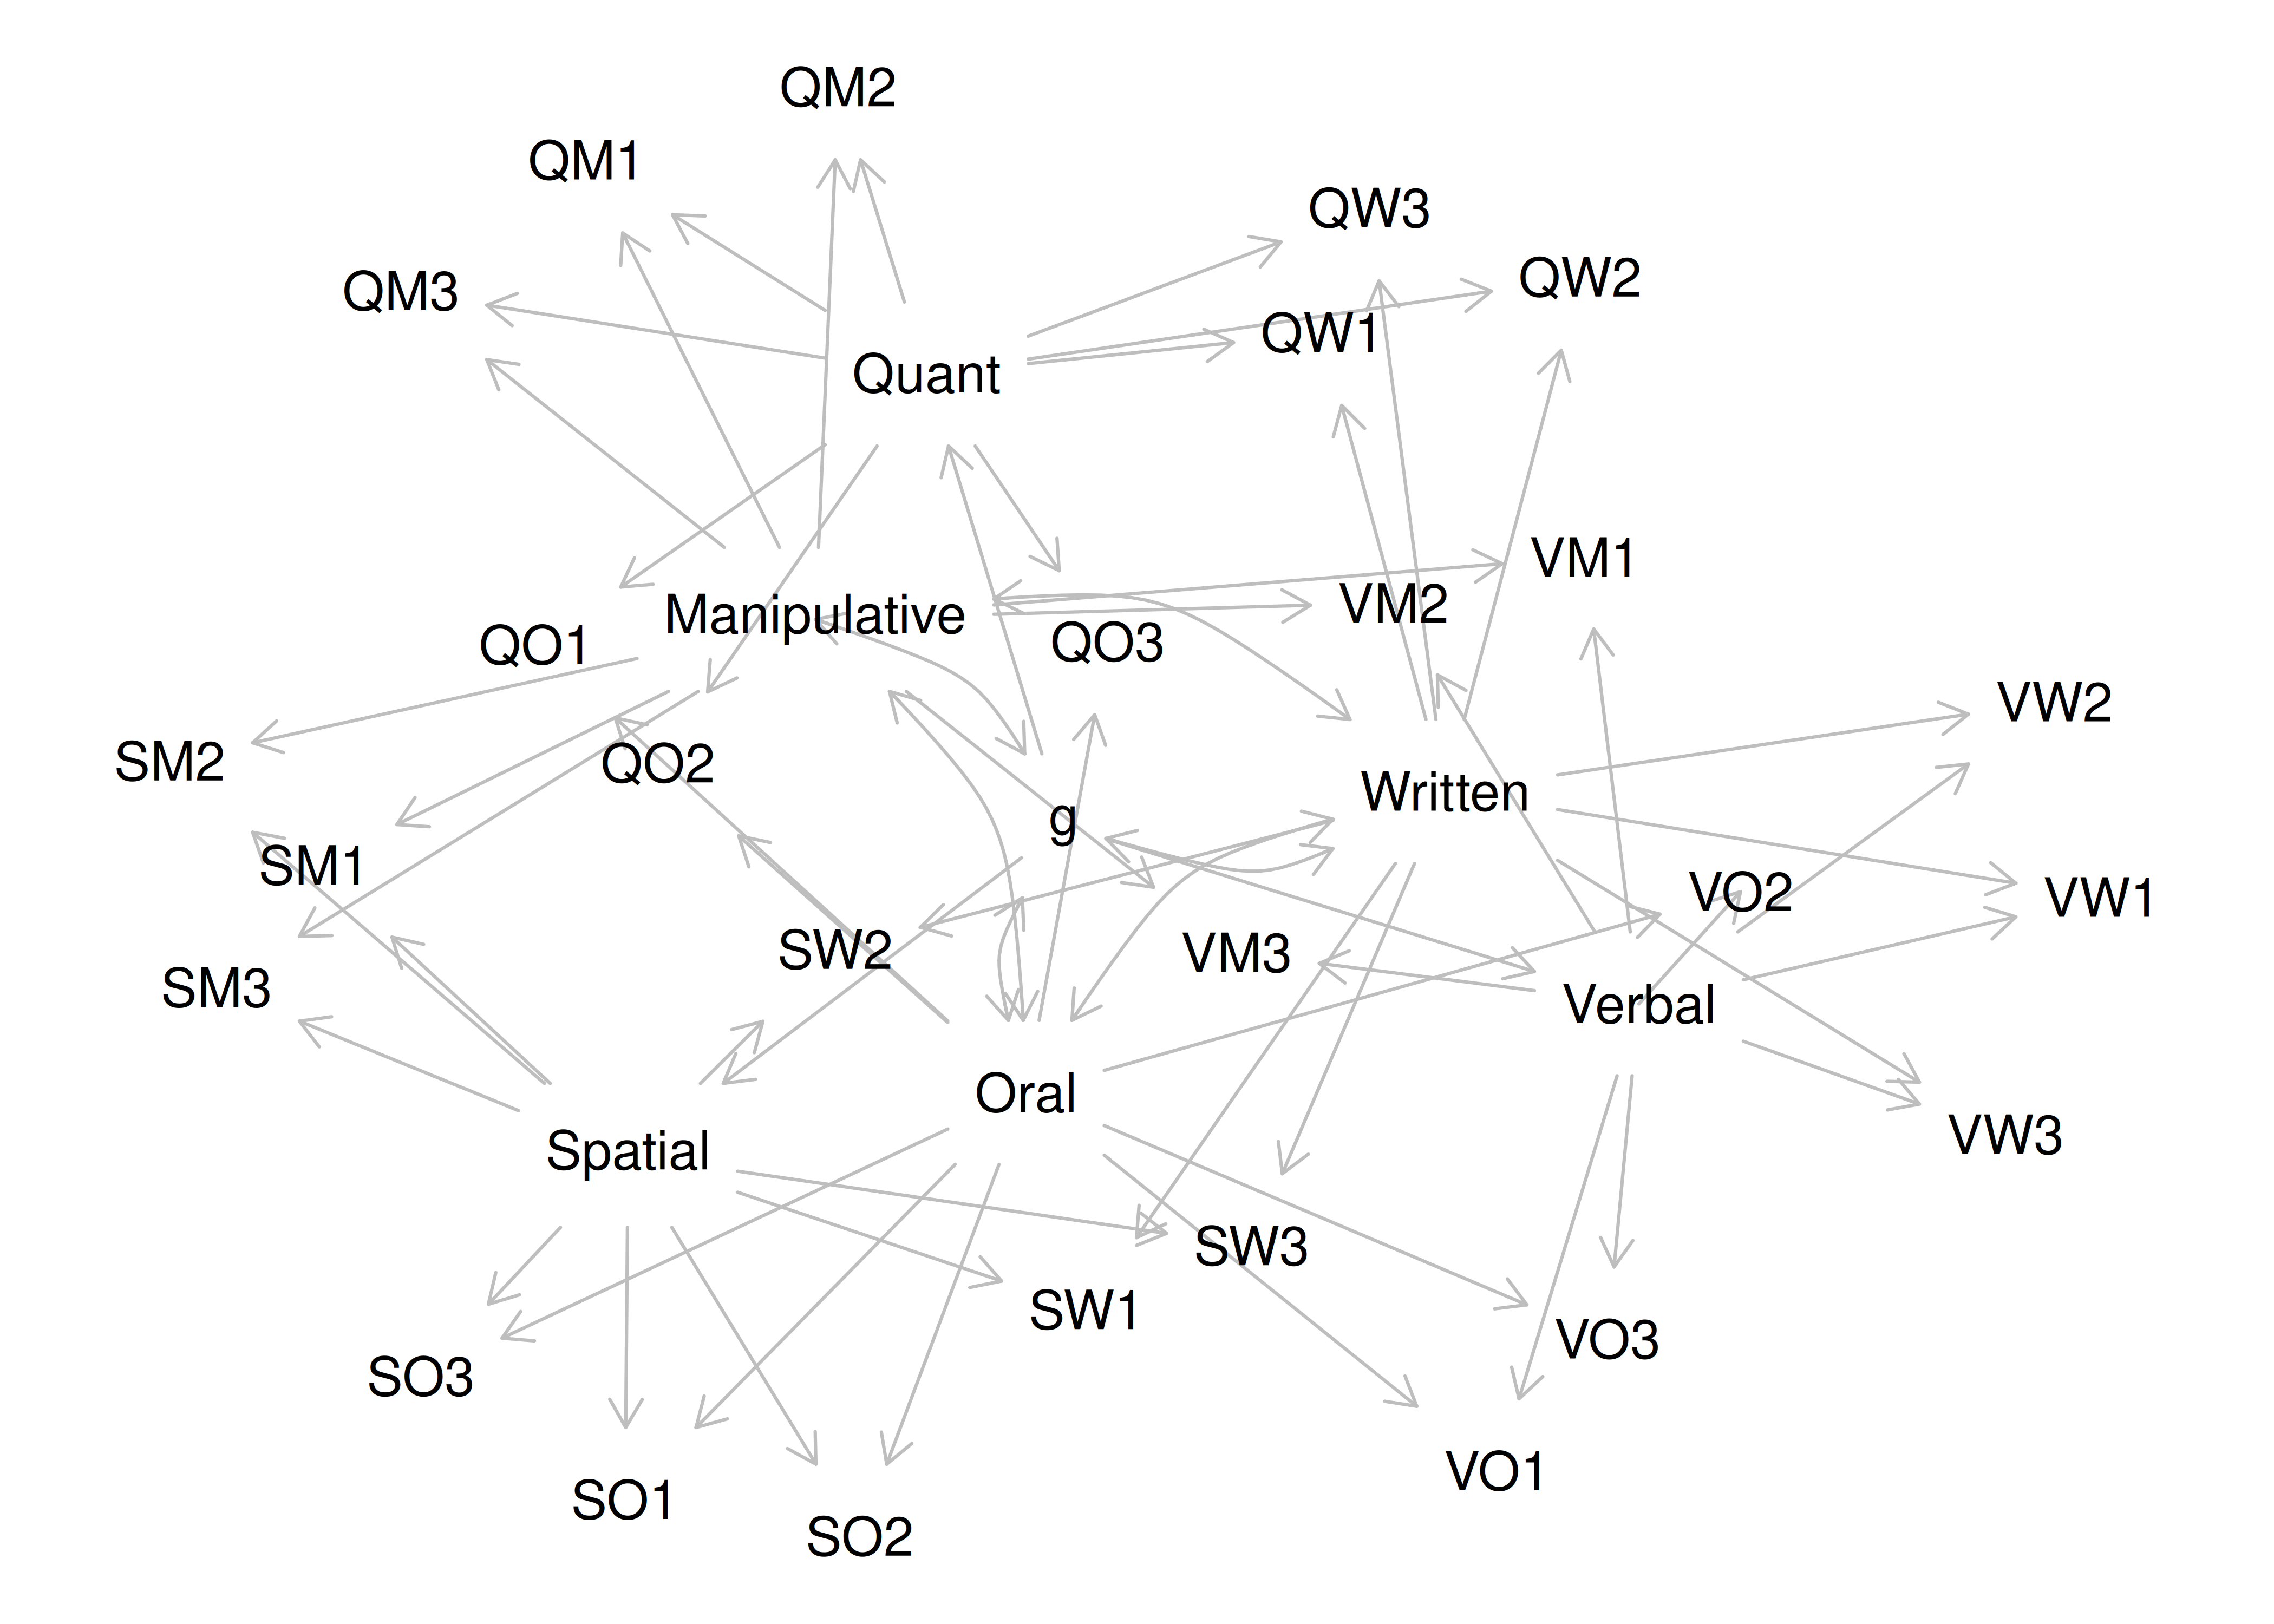 QM2
QM1
QW3
QW2
QM3
QW1
Quant
VM1
VM2
Manipulative
QO3
QO1
VW2
SM2
QO2
Written
g
SM1
VO2
VW1
SW2
VM3
SM3
Verbal
Oral
VW3
Spatial
SW3
SW1
VO3
SO3
VO1
SO1
SO2